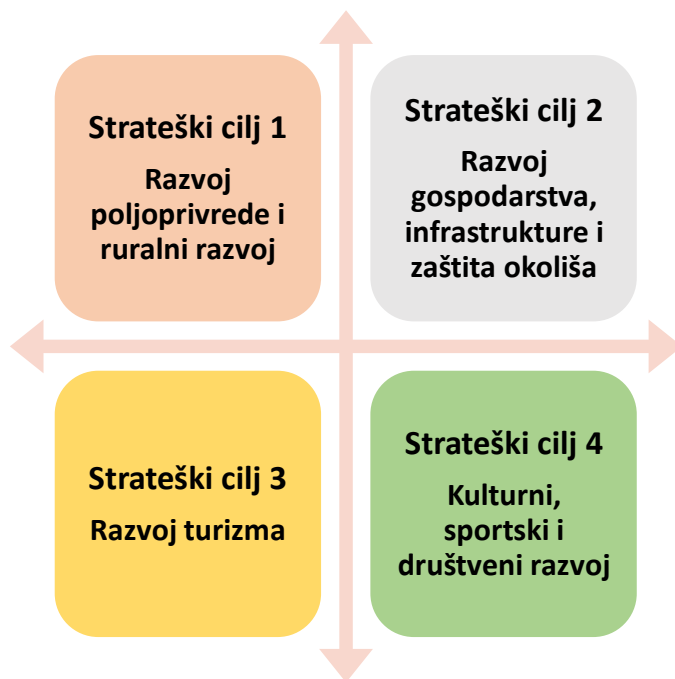 Strateški cilj 1
Razvoj
poljoprivrede i
ruralni razvoj
Strateški cilj 2
Razvoj
gospodarstva,
infrastrukture i
zaštita okoliša
Strateški cilj 3
Razvoj turizma
Strateški cilj 4
Kulturni,
sportski i
društveni razvoj